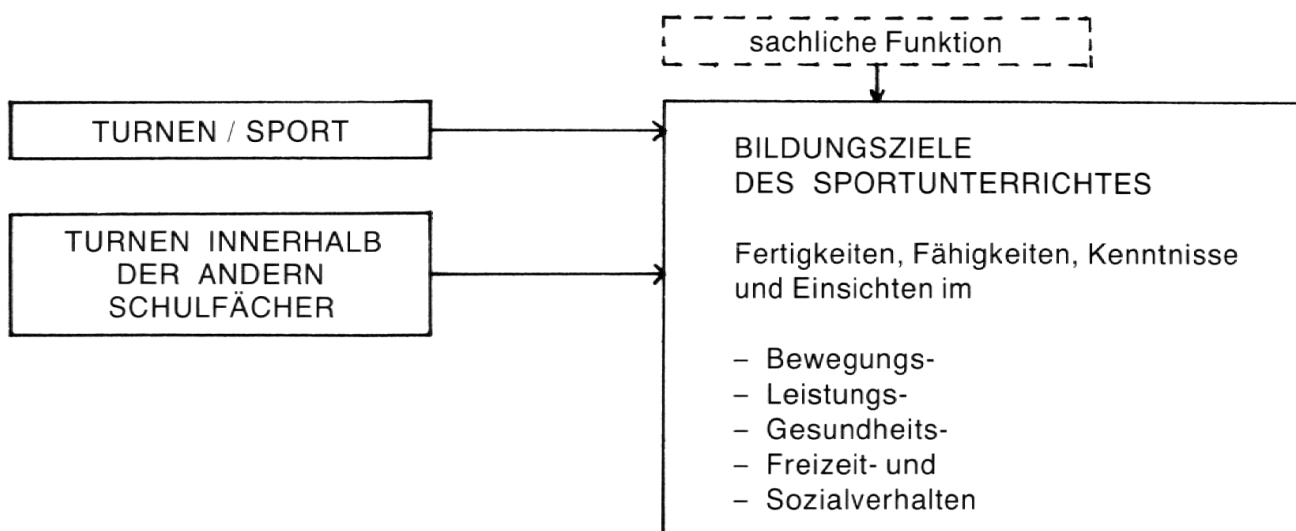 sachliche Funktion
TURNEN / SPORT
TURNEN INNERHALB
DER ANDERN
SCHULFÄCHER
BILDUNGSZIELE
DES SPORTUNTERRICHTES
Fertigkeiten, Fähigkeiten, Kenntnisse
und Einsichten im
– Bewegungs-
– Leistungs-
– Gesundheits-
– Freizeit- und
– Sozialverhalten